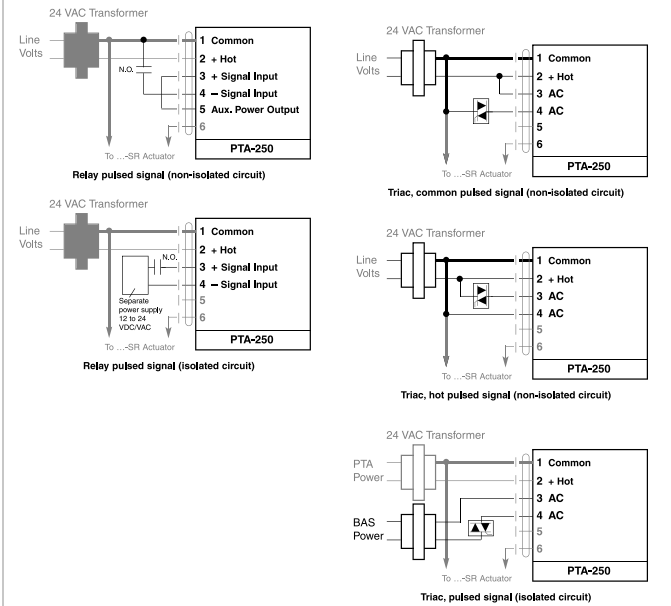 24 VAC Transformer
Line
Volts
1 Common
2 + Hot
N.O.
3 + Signal Input
4 – Signal Input
5 Aux. Power Output
6
To ...-SR Actuator
PTA-250
Relay pulsed signal (non-isolated circuit)
24 VAC Transformer
Line
Volts
1 Common
2 + Hot
N.O.
3 + Signal Input
4 – Signal Input
Separate
power supply
12 to 24
VDC/VAC
5
6
To ...-SR Actuator
PTA-250
Relay pulsed signal (isolated circuit)
24 VAC Transformer
Line
Volts
1 Common
2 + Hot
3 AC
4 AC
5
6
To ...-SR Actuator
PTA-250
Triac, common pulsed signal (non-isolated circuit)
24 VAC Transformer
Line
Volts
1 Common
2 + Hot
3 AC
4 AC
5
6
To ...-SR Actuator
PTA-250
Triac, hot pulsed signal (non-isolated circuit)
24 VAC Transformer
PTA
Power
1 Common
2 + Hot
3 AC
BAS
Power
4 AC
5
6
To ...-SR Actuator
PTA-250
Triac, pulsed signal (isolated circuit)